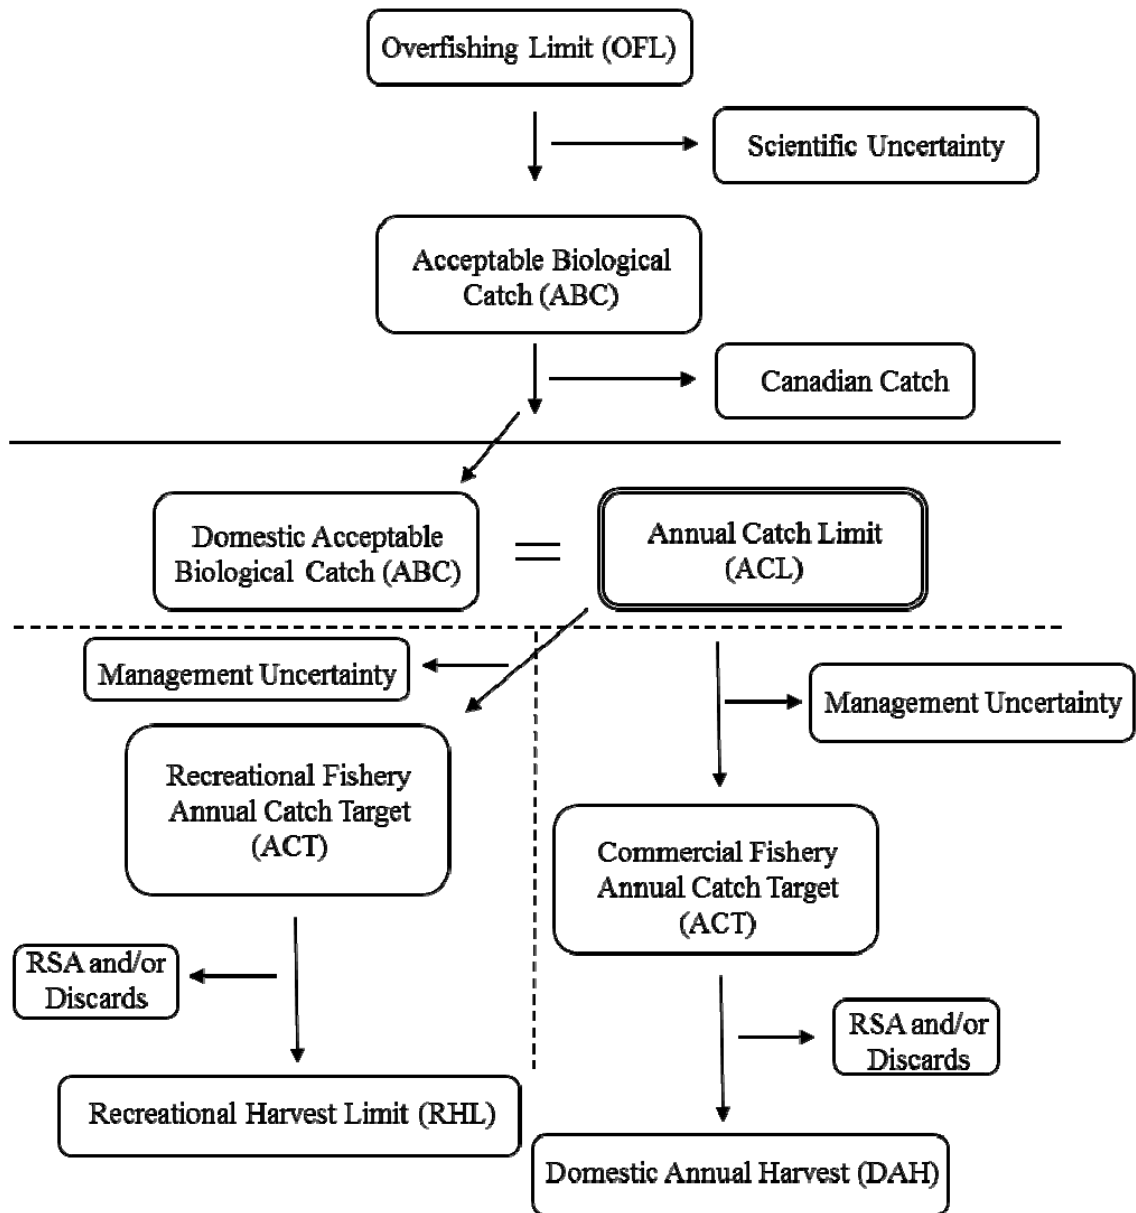 Overfishing Limit (OFL)
Scientific Uncertainty
Acceptable Biological
Catch (ABC)
Canadian Catch
Domestic Acceptable
Biological Catch (ABC)
=
Annual Catch Limit
(ACL)
Management Uncertainty
Management Uncertainty
Recreational Fishery
Annual Catch Target
(ACT)
Commercial Fishery
Annual Catch Target
(ACT)
RSA and/or
Discards
RSA and/or
Discards
Recreational Harvest Limit (RHL)
Domestic Annual Harvest (DAH)